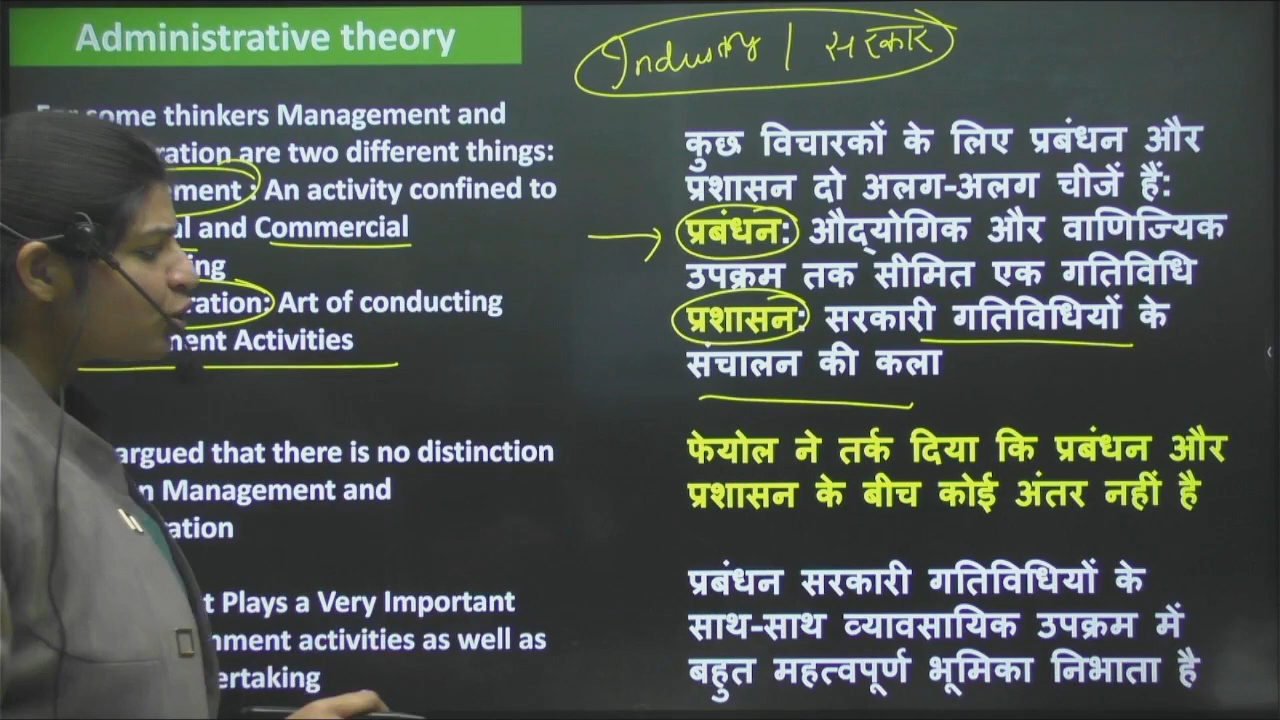 Administrative theory
Industry / सरकार
some thinkers Management and
ration are two different things:
ment : An activity confined to
and Commercial
ing
ration: Art of conducting
ment Activities
argued that there is no distinction
n Management and
ation
t Plays a Very Important
nment activities as well as
ertaking
कुछ विचारकों के लिए प्रबंधन और
प्रशासन दो अलग-अलग चीजें हैं:
प्रबंधन: औद्योगिक और वाणिज्यिक
उपक्रम तक सीमित एक गतिविधि
प्रशासन: सरकारी गतिविधियों के
संचालन की कला
फेयोल ने तर्क दिया कि प्रबंधन और
प्रशासन के बीच कोई अंतर नहीं है
प्रबंधन सरकारी गतिविधियों के
साथ-साथ व्यावसायिक उपक्रम में
बहुत महत्वपूर्ण भूमिका निभाता है